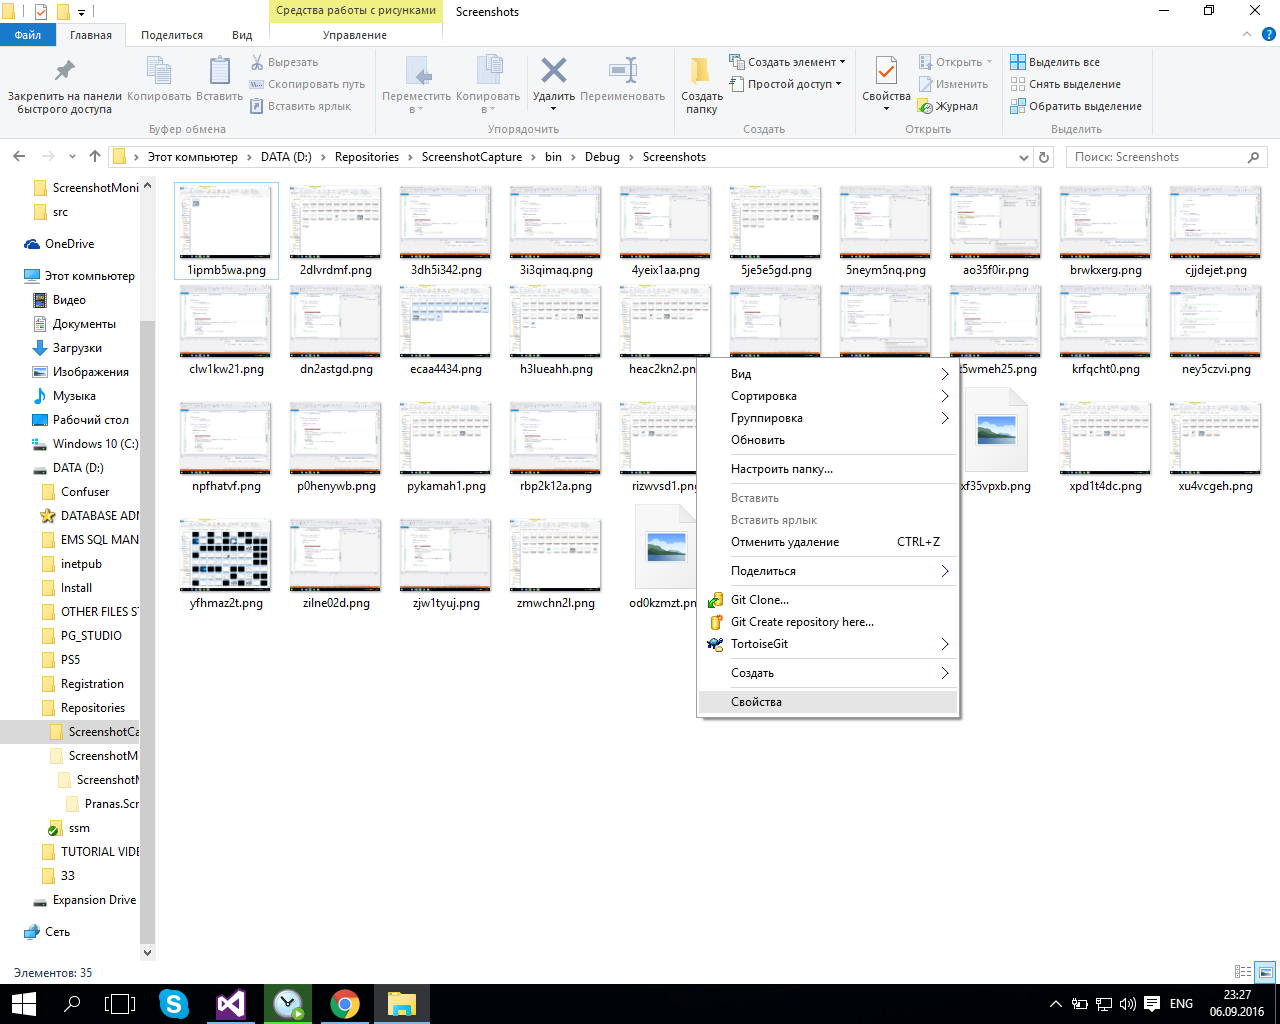 Средства работы с рисунками
Screenshots
Файл
Главная
Поделиться
Вид
Управление
Закрепить на панели
быстрого доступа
Копировать
Вставить
Вырезать
Скопировать путь
Вставить ярлык
Буфер обмена
Переместить
в
Копировать
в
Удалить
Переименовать
Упорядочить
Создать
папку
Создать элемент
Простой доступ
Создать
Свойства
Открыть
Изменить
Журнал
Открыть
Выделить все
Снять выделение
Обратить выделение
Выделить
Этот компьютер
DATA (D:)
Repositories
ScreenshotCapture
bin
Debug
Screenshots
Поиск: Screenshots
ScreenshotMoni
src
OneDrive
Этот компьютер
Видео
Документы
Загрузки
Изображения
Музыка
Рабочий стол
Windows 10 (C:)
DATA (D:)
Confuser
DATABASE ADM
EMS SQL MAN
inetpub
Install
OTHER FILES ST
PG_STUDIO
PS5
Registration
Repositories
ScreenshotCa
ScreenshotM
ScreenshotM
Pranas.Scr
ssm
TUTORIAL VIDE
33
Expansion Drive
Сеть
1ipmb5wa.png
2dlvrdmf.png
3dh5i342.png
3i3qimaq.png
4yeix1aa.png
5je5e5gd.png
5neym5nq.png
ao35f0ir.png
brwkxerg.png
cjjdejet.png
clw1kw21.png
dn2astgd.png
ecaa4434.png
h3lueahh.png
heac2kn2.pn
t5wmeh25.png
krfqcht0.png
ney5czvi.png
npfhatvf.png
p0henywb.png
pykamah1.png
rbp2k12a.png
rizwvsd1.png
xf35vpxb.png
xpd1t4dc.png
xu4vcgeh.png
yfhmaz2t.png
zilne02d.png
zjw1tyuj.png
zmwchn2l.png
od0kzmzt.pn
Вид
Сортировка
Группировка
Обновить
Настроить папку...
Вставить
Вставить ярлык
Отменить удаление CTRL+Z
Поделиться
Git Clone...
Git Create repository here...
TortoiseGit
Создать
Свойства
Элементов: 35
ENG
23:27
06.09.2016